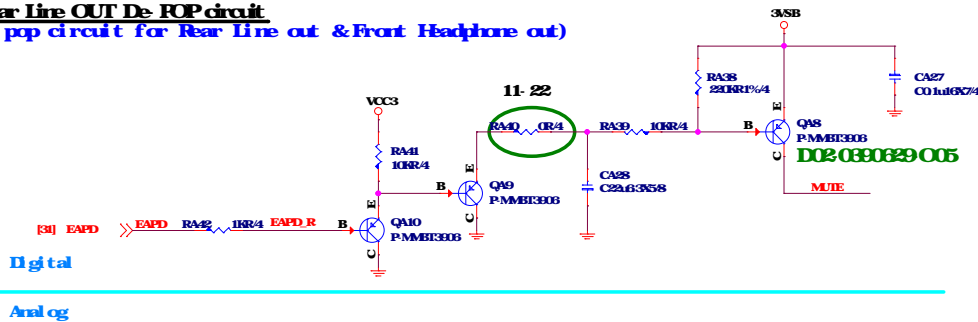 ar Line OUT De-POP circuit
pop circuit for Rear Line out & Front Headphone out)
3VSB
RA38
220KR1%/4
CA27
C0.1u16X7/4
11-22
VCC3
RA40 0R/4
RA39 10KR/4
B
E
C
QA8
P-MMBT3906
D02-0390629-O05
MUTE
RA41
10KR/4
B
E
C
QA9
P-MMBT3906
CA28
C22u6.3X5/8
[31] EAPD
EAPD
RA42 1KR/4
EAPD_R
B
E
C
QA10
P-MMBT3906
Digital
Analog